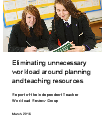 Eliminating unnecessary
workload around planning
and teaching resources
Report of the Independent Teacher
Workload Review Group
March 2016